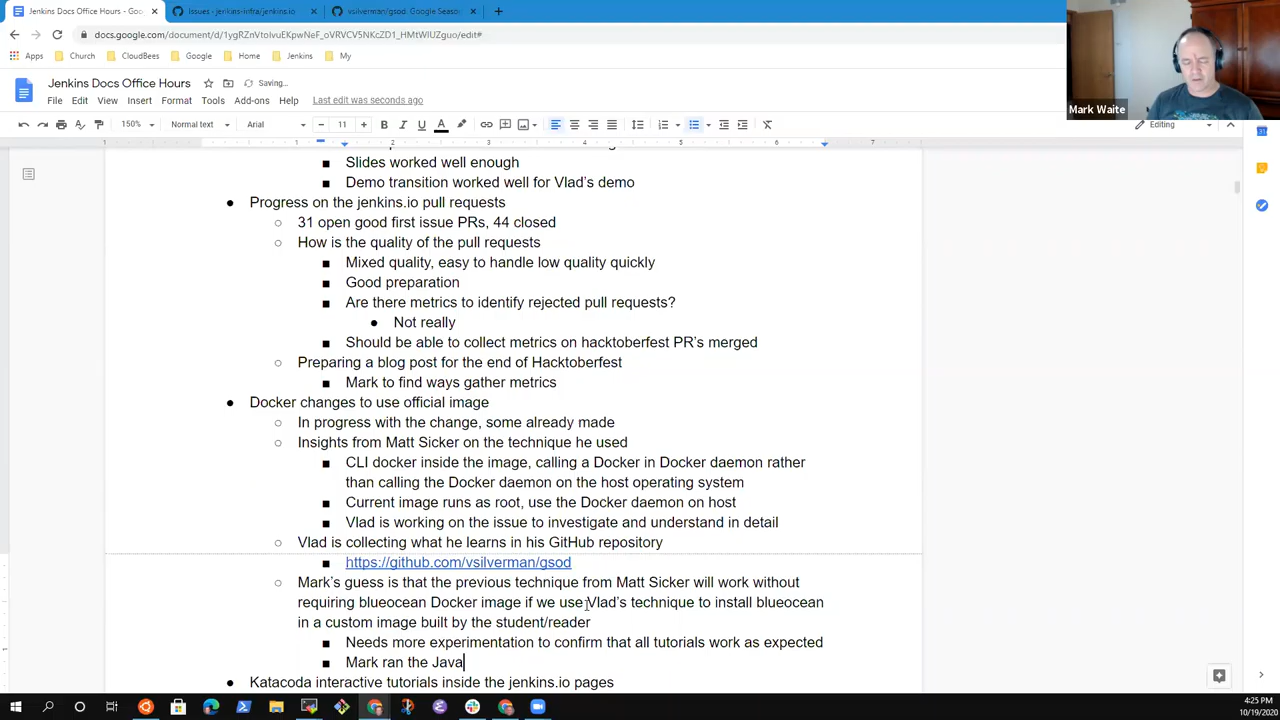 Jenkins Docs Office Hours - Goo
Issues · jenkins-infra/jenkins.io
vsilverman/gsod: Google Season
docs.google.com/document/d/1ygRZnVtoIvuEKpwNeF_oVRVCV5NKcZD1_HMtWIUZguo/edit#
Apps
Church
CloudBees
Google
Home
Jenkins
My
Jenkins Docs Office Hours
Saving...
File Edit View Insert Format Tools Add-ons Help Last edit was seconds ago
150% Normal text Arial 11 Editing
Mark Waite
1 1 2 3 4 5 6 7
■ Slides worked well enough
■ Demo transition worked well for Vlad's demo
● Progress on the jenkins.io pull requests
○ 31 open good first issue PRs, 44 closed
○ How is the quality of the pull requests
■ Mixed quality, easy to handle low quality quickly
■ Good preparation
■ Are there metrics to identify rejected pull requests?
● Not really
■ Should be able to collect metrics on hacktoberfest PR's merged
○ Preparing a blog post for the end of Hacktoberfest
■ Mark to find ways gather metrics
● Docker changes to use official image
○ In progress with the change, some already made
○ Insights from Matt Sicker on the technique he used
■ CLI docker inside the image, calling a Docker in Docker daemon rather
than calling the Docker daemon on the host operating system
■ Current image runs as root, use the Docker daemon on host
■ Vlad is working on the issue to investigate and understand in detail
○ Vlad is collecting what he learns in his GitHub repository
■ https://github.com/vsilverman/gsod
○ Mark's guess is that the previous technique from Matt Sicker will work without
requiring blueocean Docker image if we use Vlad's technique to install blueocean
in a custom image built by the student/reader
■ Needs more experimentation to confirm that all tutorials work as expected
■ Mark ran the Java
● Katacoda interactive tutorials inside the jenkins.io pages
4:25 PM
10/19/2020